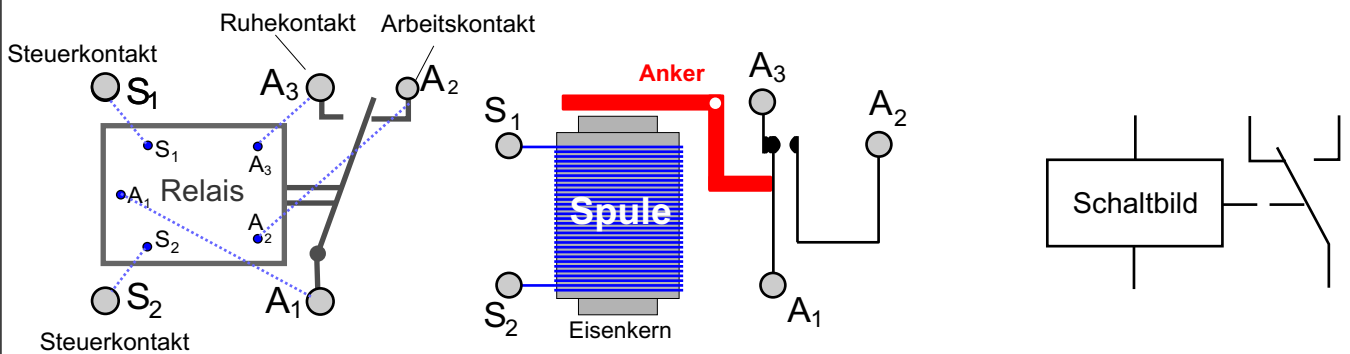 Ruhekontakt
Arbeitskontakt
Steuerkontakt
S1
A3
A2
S1
A3
A1
Relais
A2
S2
S2
A1
Steuerkontakt
Anker
A3
S1
A2
Spule
S2
A1
Eisenkern
Schaltbild